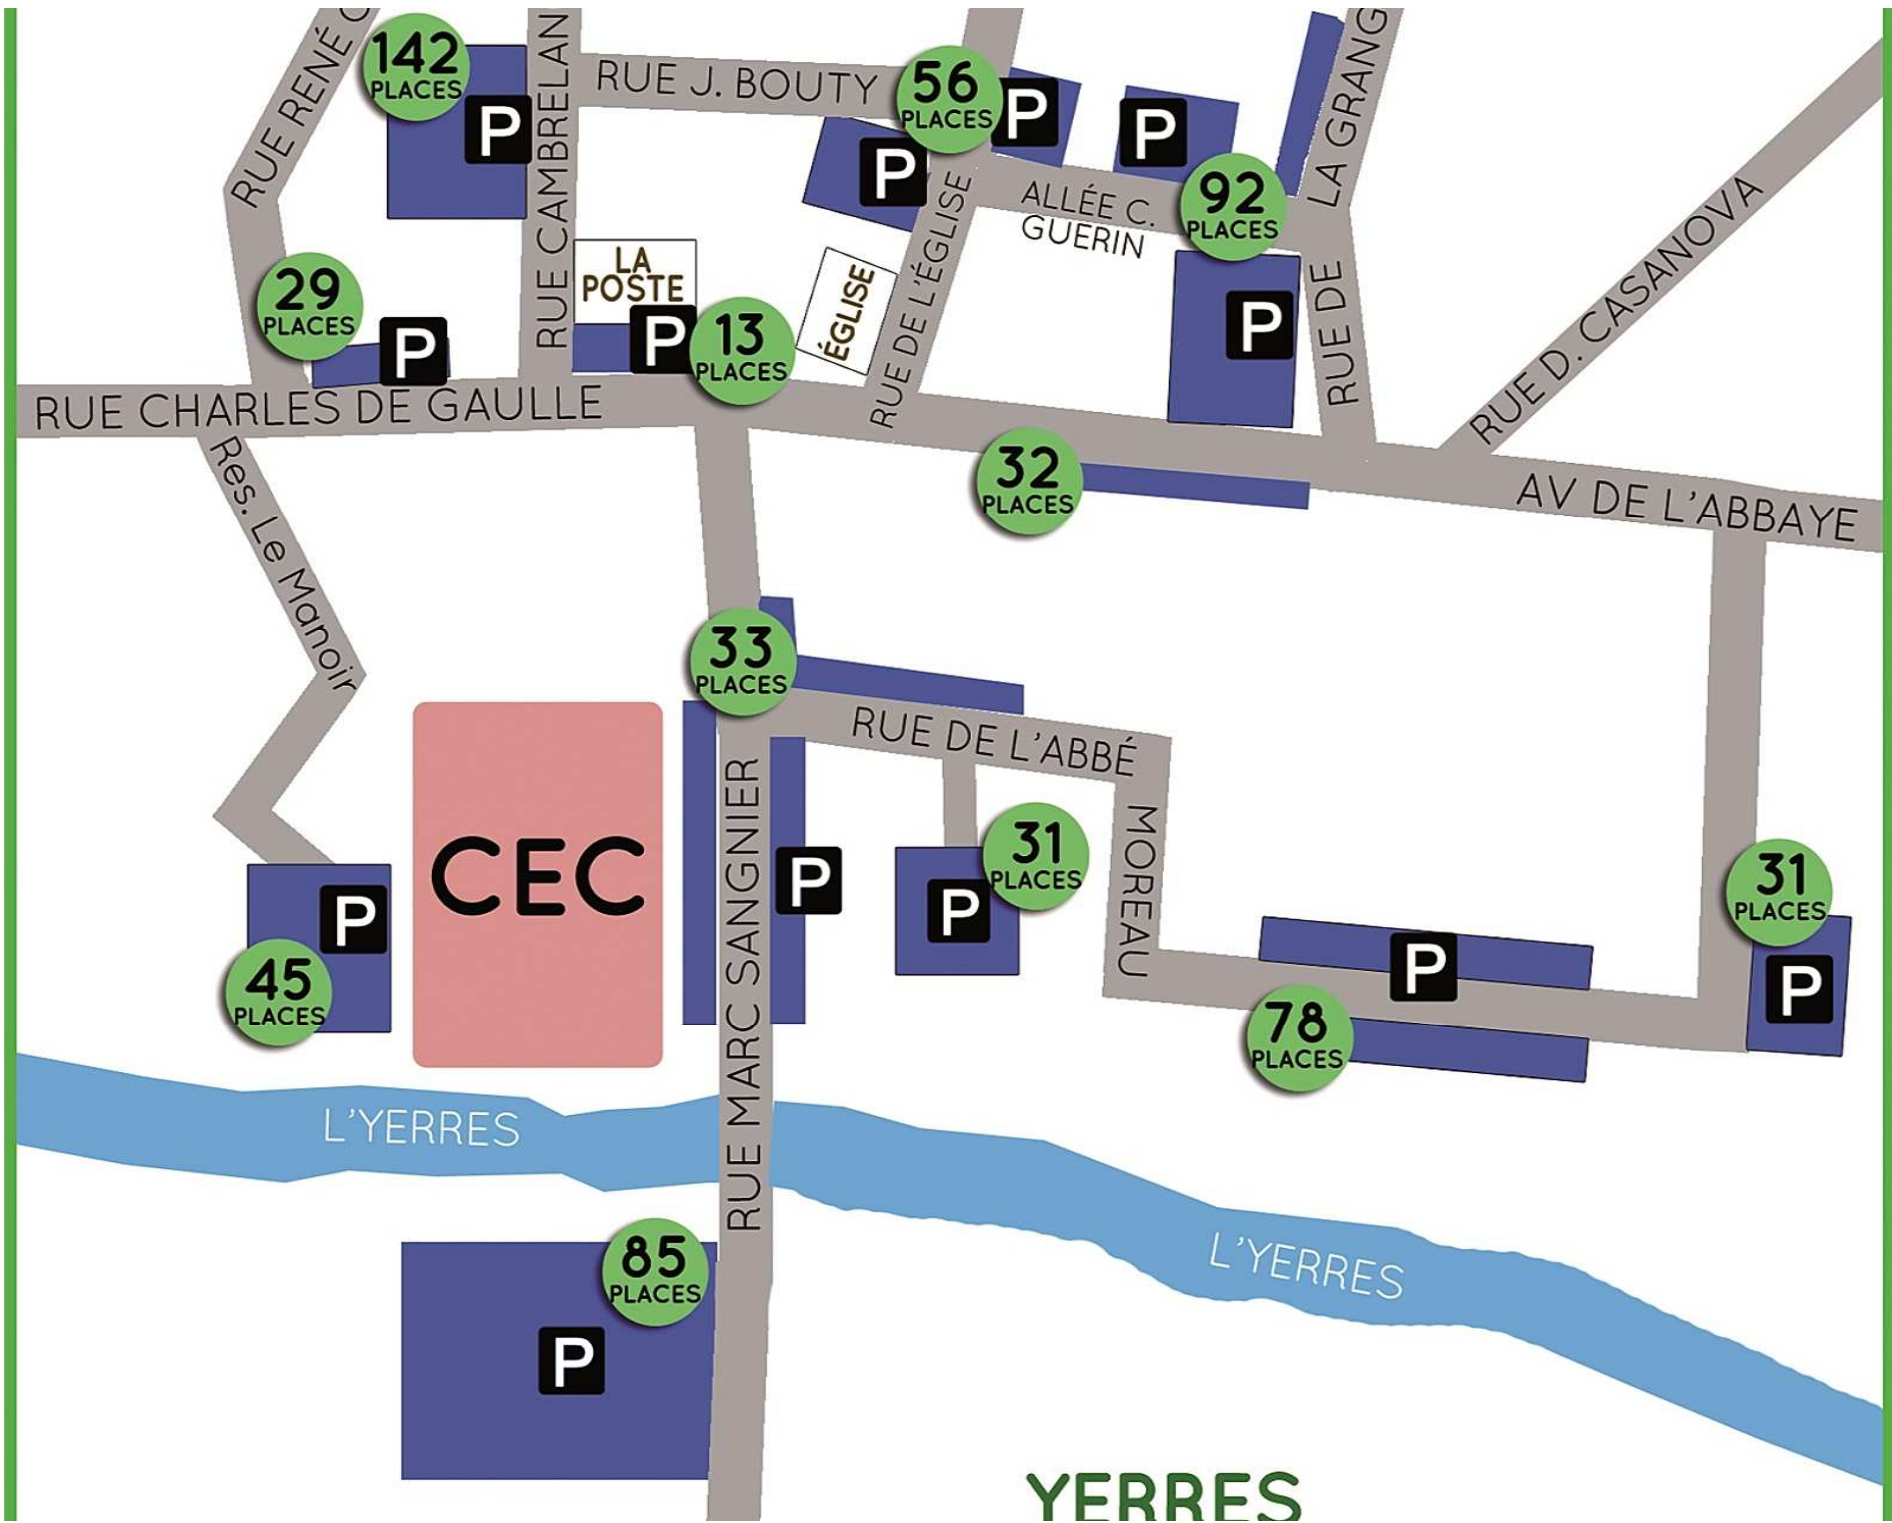 RUE RENÉ
142
PLACES
P
RUE CAMBRELAN
RUE J. BOUTY
56
PLACES
P
P
P
LA GRANG
RUE DE
ALLÉE C.
GUERIN
92
PLACES
P
RUE D. CASANOVA
29
PLACES
P
LA
POSTE
P
13
PLACES
ÉGLISE
RUE DE L'ÉGLISE
RUE CHARLES DE GAULLE
32
PLACES
AV DE L'ABBAYE
Res. Le Manoir
33
PLACES
RUE DE L'ABBÉ
MOREAU
CEC
RUE MARC SANGNIER
P
31
PLACES
P
31
PLACES
P
P
45
PLACES
P
78
PLACES
L'YERRES
L'YERRES
85
PLACES
P
YERRES